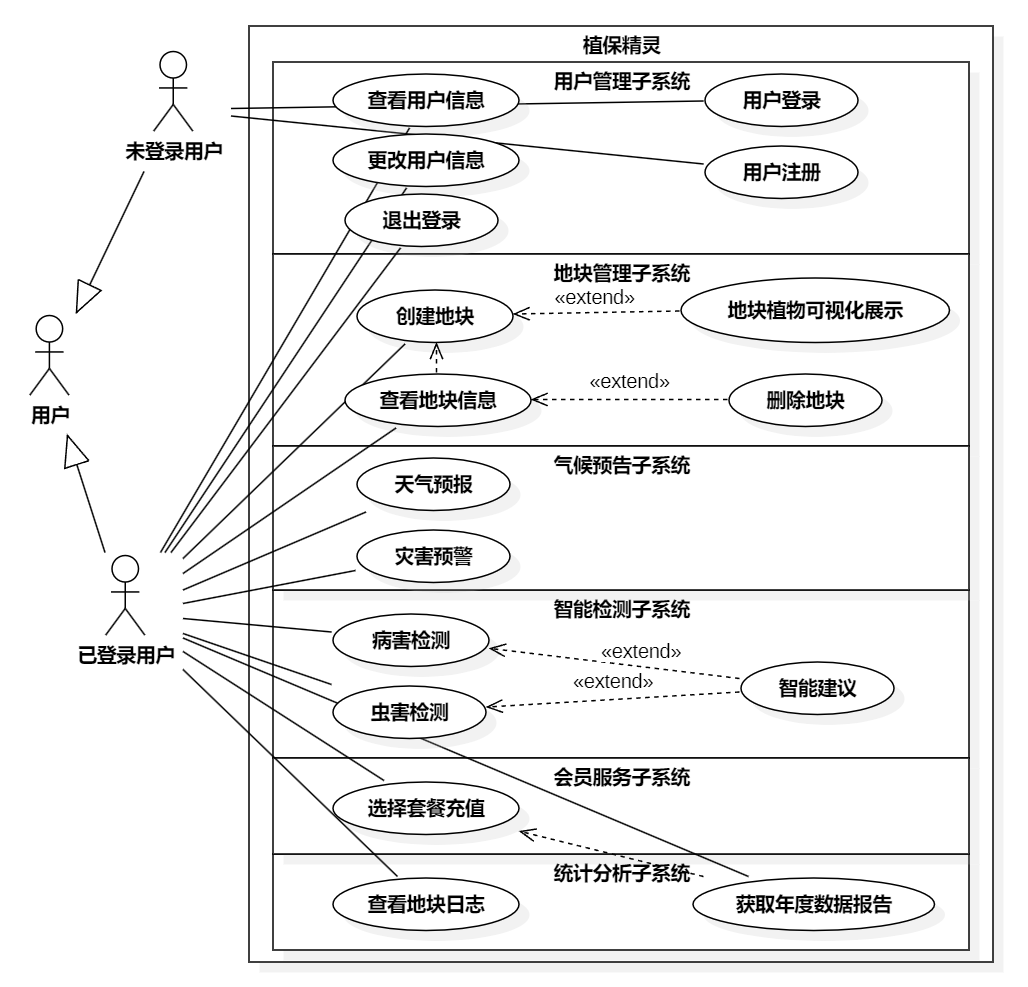 植保精灵
用户管理子系统
查看用户信息
用户登录
未登录用户
更改用户信息
用户注册
退出登录
地块管理子系统
«extend»
创建地块
地块植物可视化展示
«extend»
查看地块信息
删除地块
用户
气候预告子系统
天气预报
灾害预警
智能检测子系统
病害检测
«extend»
已登录用户
«extend»
智能建议
虫害检测
会员服务子系统
选择套餐充值
统计分析子系统
查看地块日志
获取年度数据报告